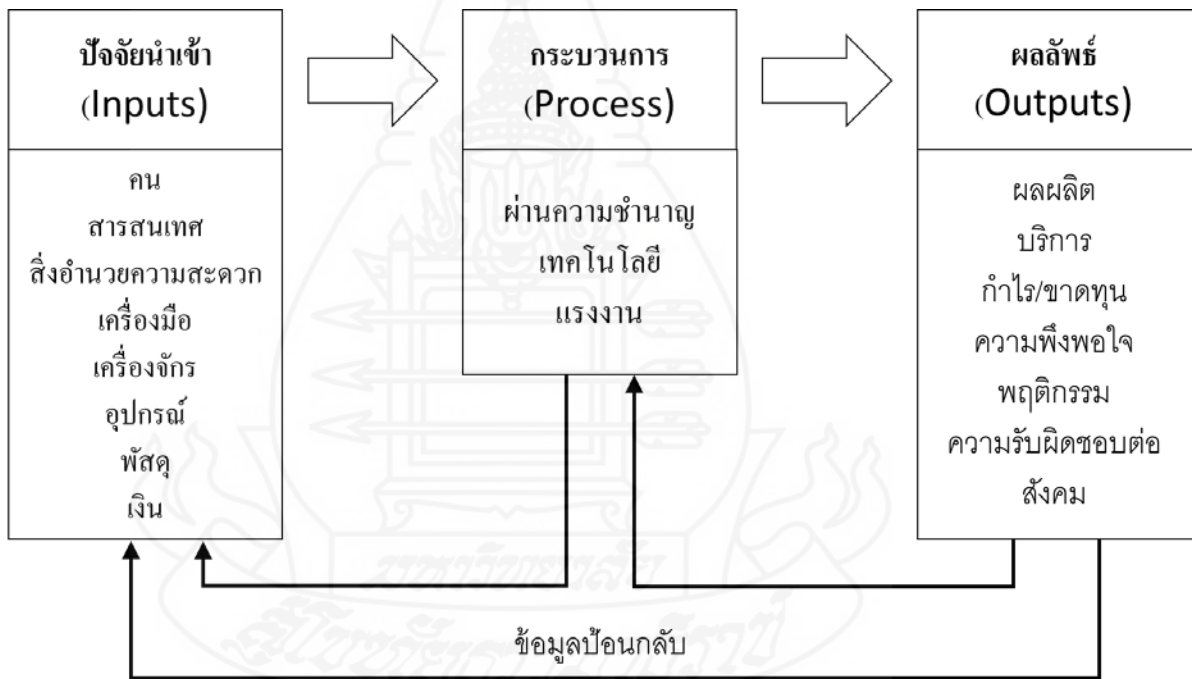 ปัจจัยนำเข้า
(Inputs)
คน
สารสนเทศ
สิ่งอำนวยความสะดวก
เครื่องมือ
เครื่องจักร
อุปกรณ์
พัสดุ
เงิน
กระบวนการ
(Process)
ผ่านความชำนาญ
เทคโนโลยี
แรงงาน
ผลลัพธ์
(Outputs)
ผลผลิต
บริการ
กำไร/ขาดทุน
ความพึงพอใจ
พฤติกรรม
ความรับผิดชอบต่อ
สังคม
ข้อมูลป้อนกลับ